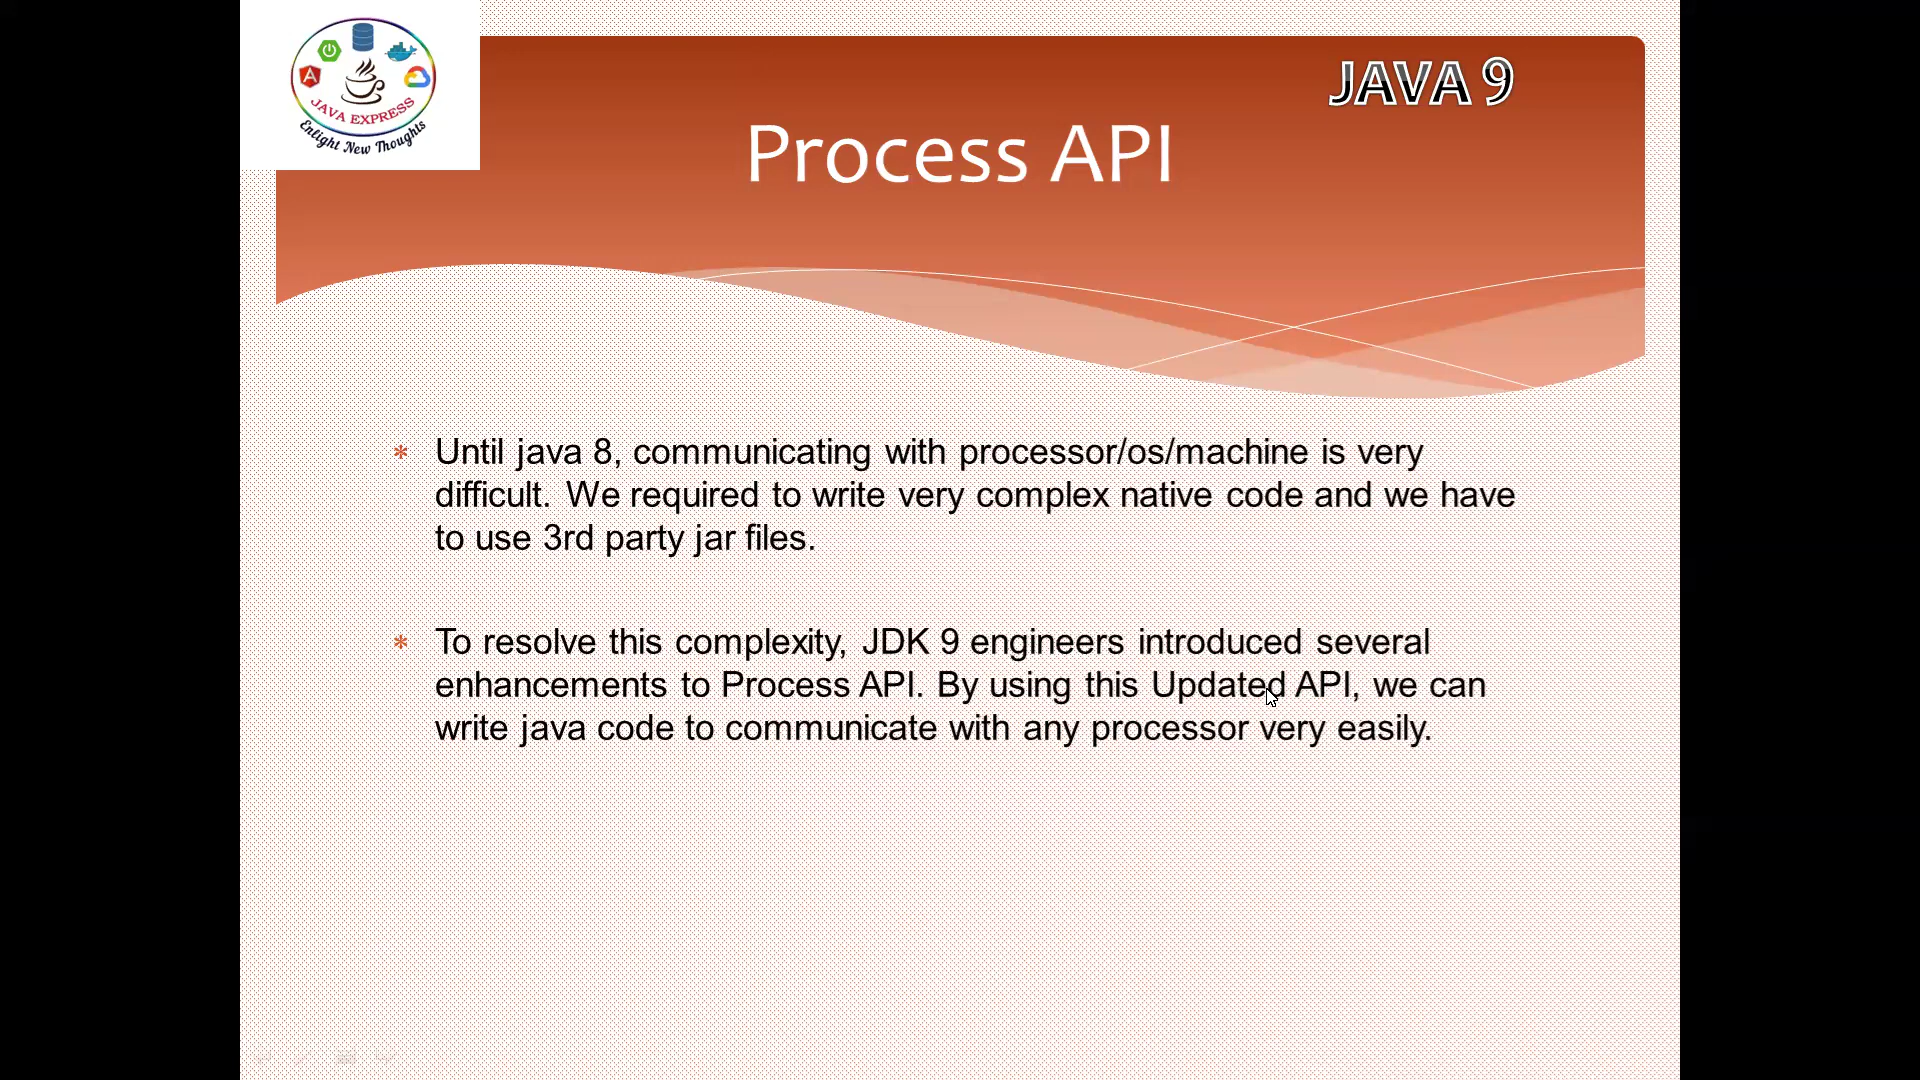 JAVA EXPRESS
Enlight New Thoughts
JAVA 9
Process API
Until java 8, communicating with processor/os/machine is very
difficult. We required to write very complex native code and we have
to use 3rd party jar files.
To resolve this complexity, JDK 9 engineers introduced several
enhancements to Process API. By using this Updated API, we can
write java code to communicate with any processor very easily.